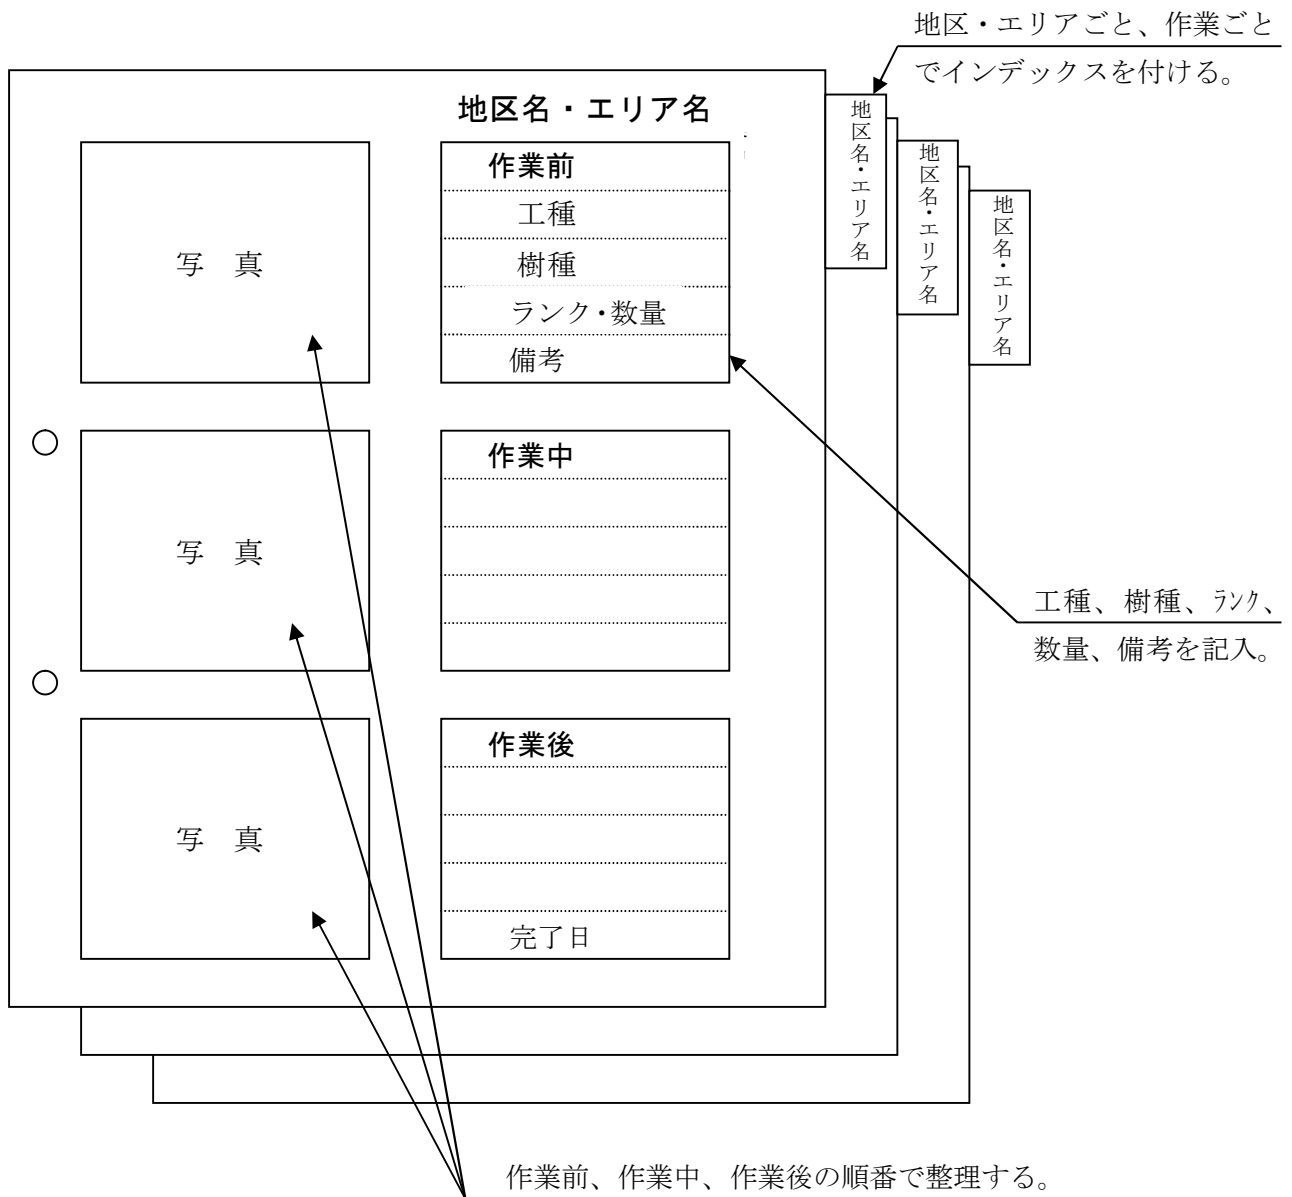 地区・エリアごと、作業ごと
でインデックスを付ける。
地区名・エリア名
地区名・エリア名
地区名・エリア名
地区名・エリア名
写 真
作業前
工種
樹種
ランク・数量
備考
写 真
作業中
工種、樹種、ﾗﾝｸ、
数量、備考を記入。
写 真
作業後
完了日
作業前、作業中、作業後の順番で整理する。